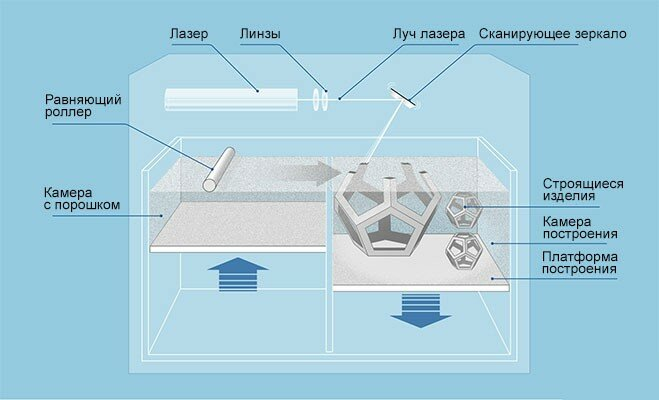 Лазер
Линзы
Луч лазера
Сканирующее зеркало
Равняющий
роллер
Камера
с порошком
Строящиеся
изделия
Камера
построения
Платформа
построения